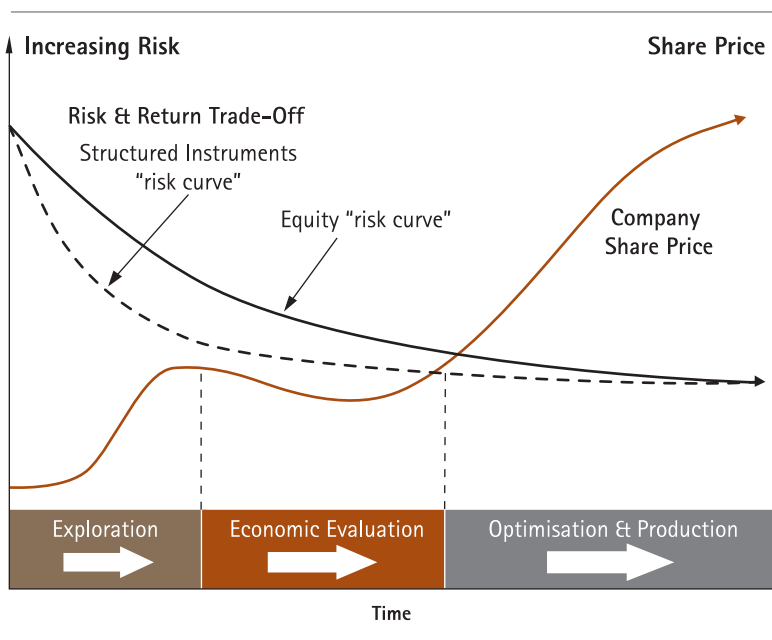 Increasing Risk
Share Price
Risk & Return Trade-Off
Structured Instruments
“risk curve”
Equity “risk curve”
Company
Share Price
Exploration
Economic Evaluation
Optimisation & Production
Time